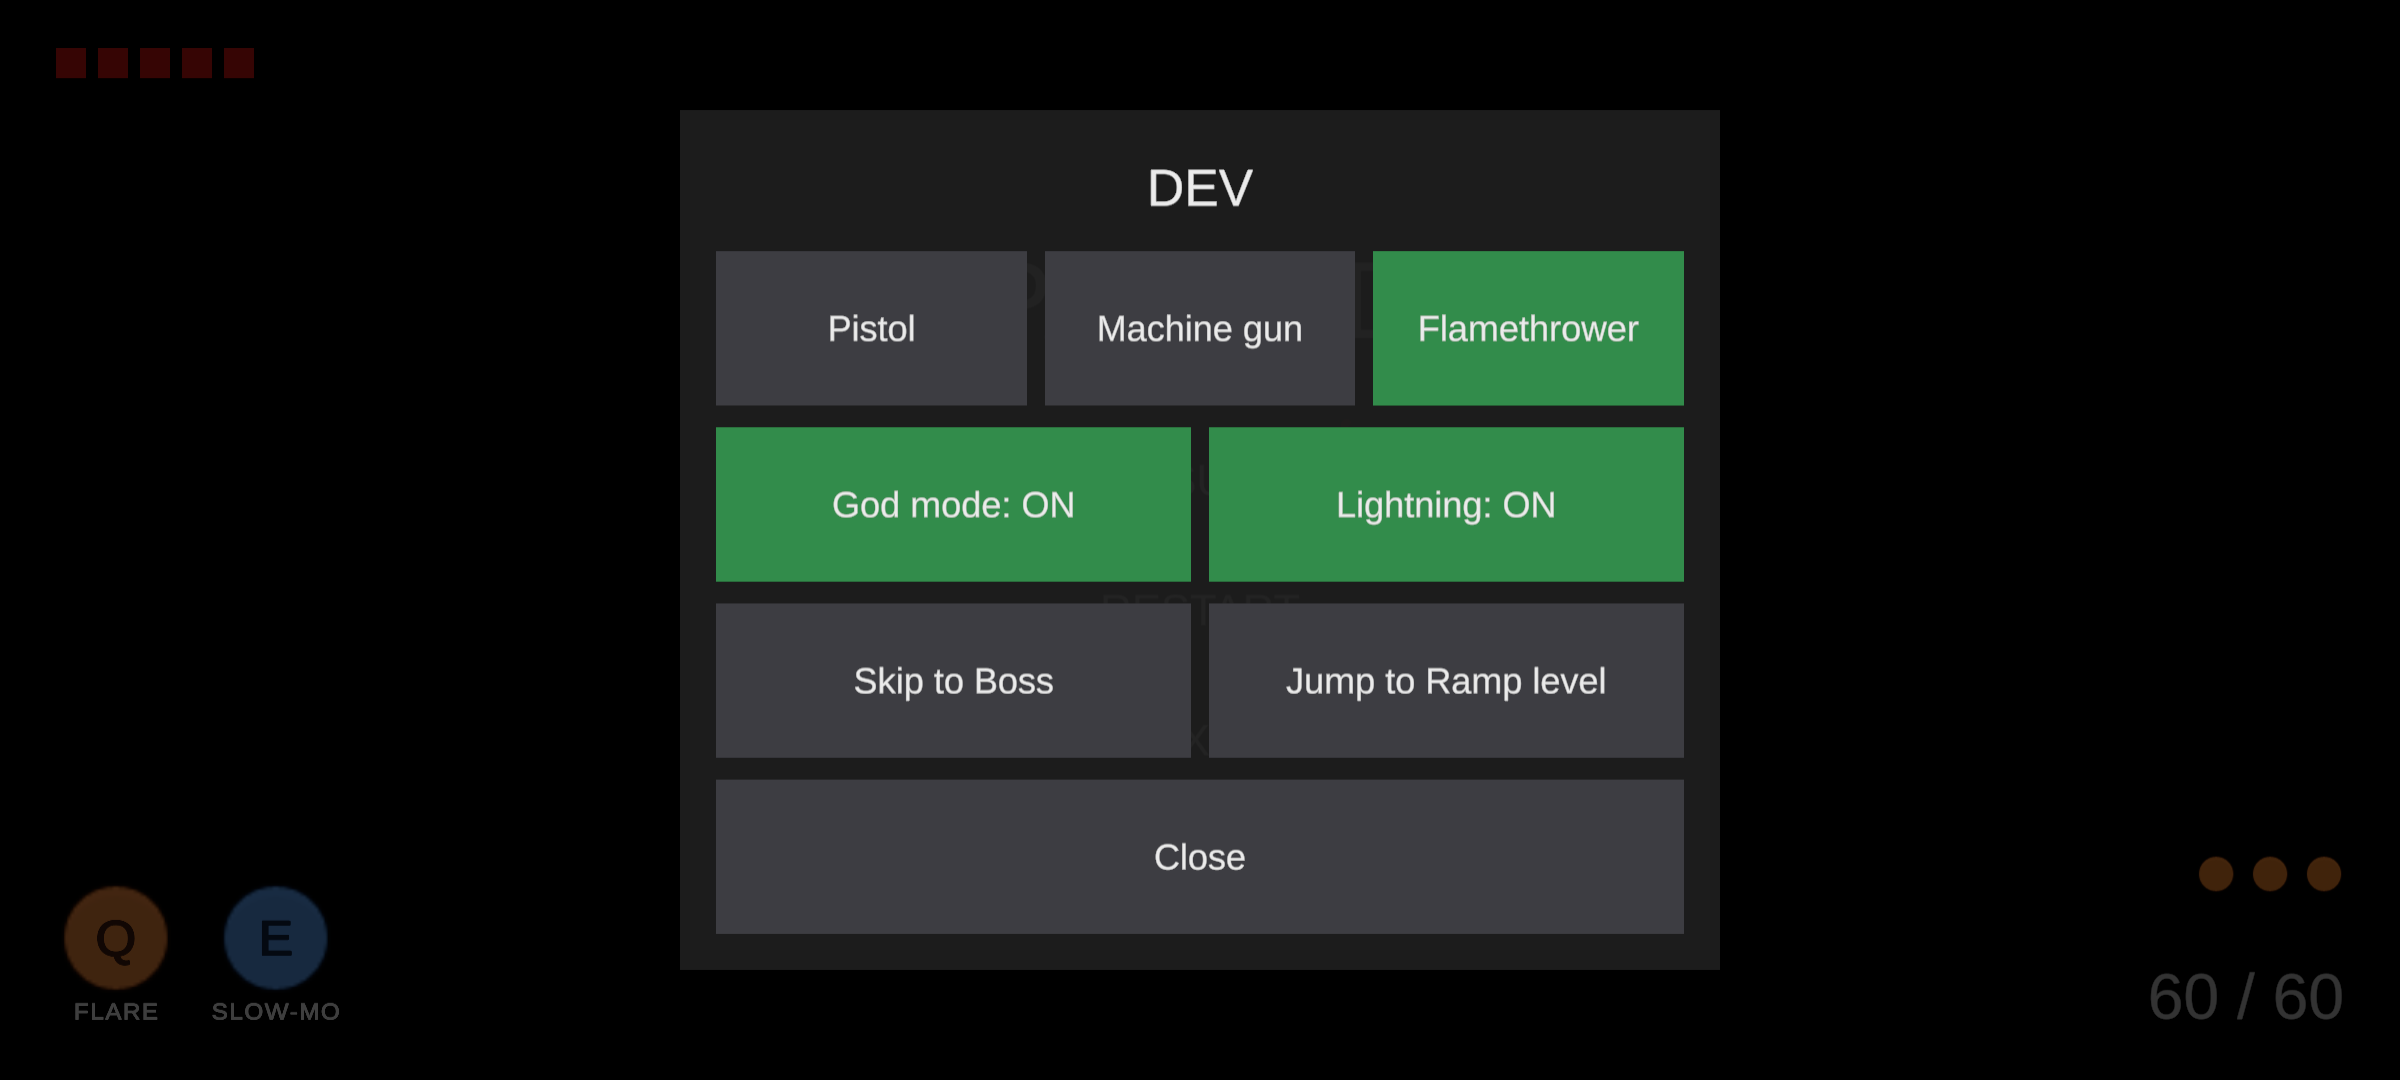 DEV
Pistol
Machine gun
Flamethrower
God mode: ON
Lightning: ON
RESTART
Skip to Boss
Jump to Ramp level
Close
Q
E
FLARE
SLOW-MO
60 / 60